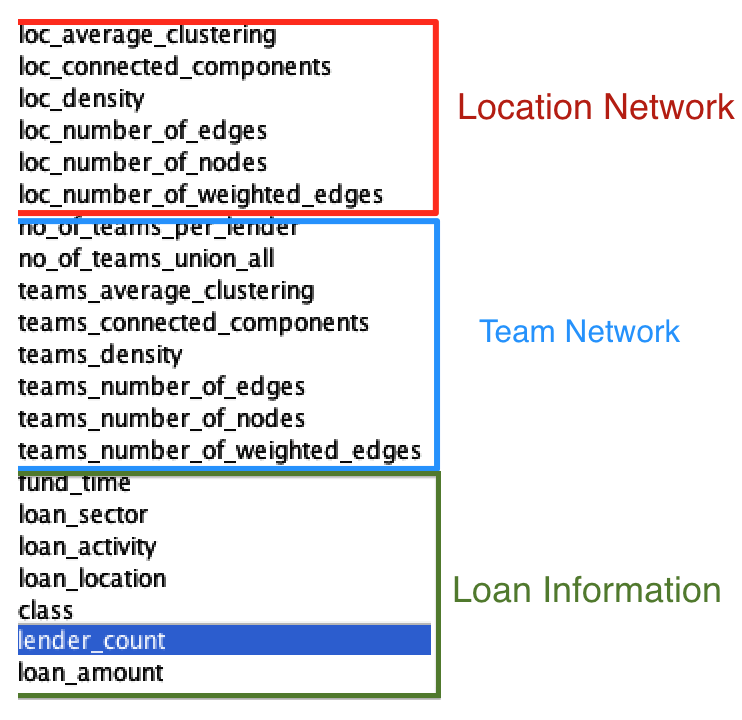 loc_average_clustering
loc_connected_components
loc_density
loc_number_of_edges
loc_number_of_nodes
loc_number_of_weighted_edges
Location Network
no_of_teams_per_lender
no_of_teams_union_all
teams_average_clustering
teams_connected_components
teams_density
teams_number_of_edges
teams_number_of_nodes
teams_number_of_weighted_edges
Team Network
fund_time
loan_sector
loan_activity
loan_location
class
lender_count
loan_amount
Loan Information